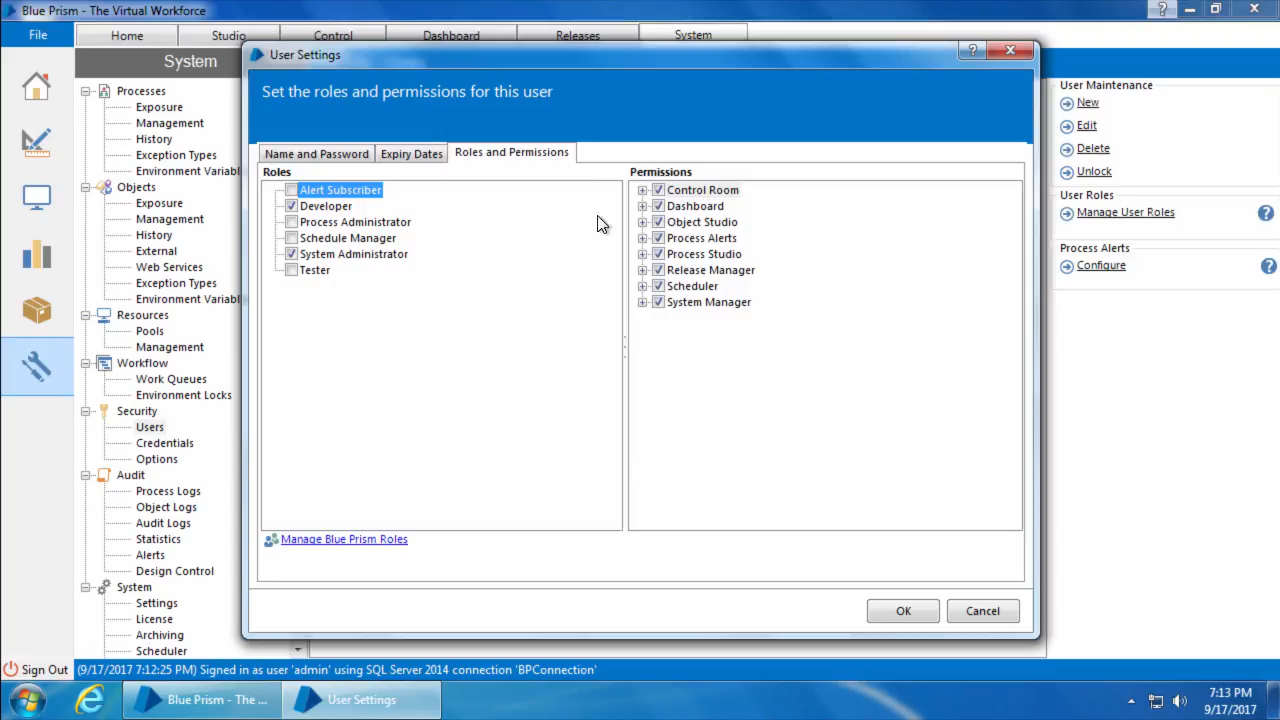 Blue Prism - The Virtual Workforce
?
File
Home
Studio
Control
Dashboard
Releases
System
System
Processes
Exposure
Management
History
Exception Types
Environment Variabl
Objects
Exposure
Management
History
External
Web Services
Exception Types
Environment Variabl
Resources
Pools
Management
Workflow
Work Queues
Environment Locks
Security
Users
Credentials
Options
Audit
Process Logs
Object Logs
Audit Logs
Statistics
Alerts
Design Control
System
Settings
License
Archiving
Scheduler
User Settings
?
Set the roles and permissions for this user
Name and Password
Expiry Dates
Roles and Permissions
Roles
Alert Subscriber
Developer
Process Administrator
Schedule Manager
System Administrator
Tester
Manage Blue Prism Roles
Permissions
Control Room
Dashboard
Object Studio
Process Alerts
Process Studio
Release Manager
Scheduler
System Manager
OK
Cancel
User Maintenance
New
Edit
Delete
Unlock
User Roles
Manage User Roles
?
Process Alerts
Configure
?
Sign Out
(9/17/2017 7:12:25 PM) Signed in as user 'admin' using SQL Server 2014 connection 'BPConnection'
Blue Prism - The ...
User Settings
7:13 PM
9/17/2017